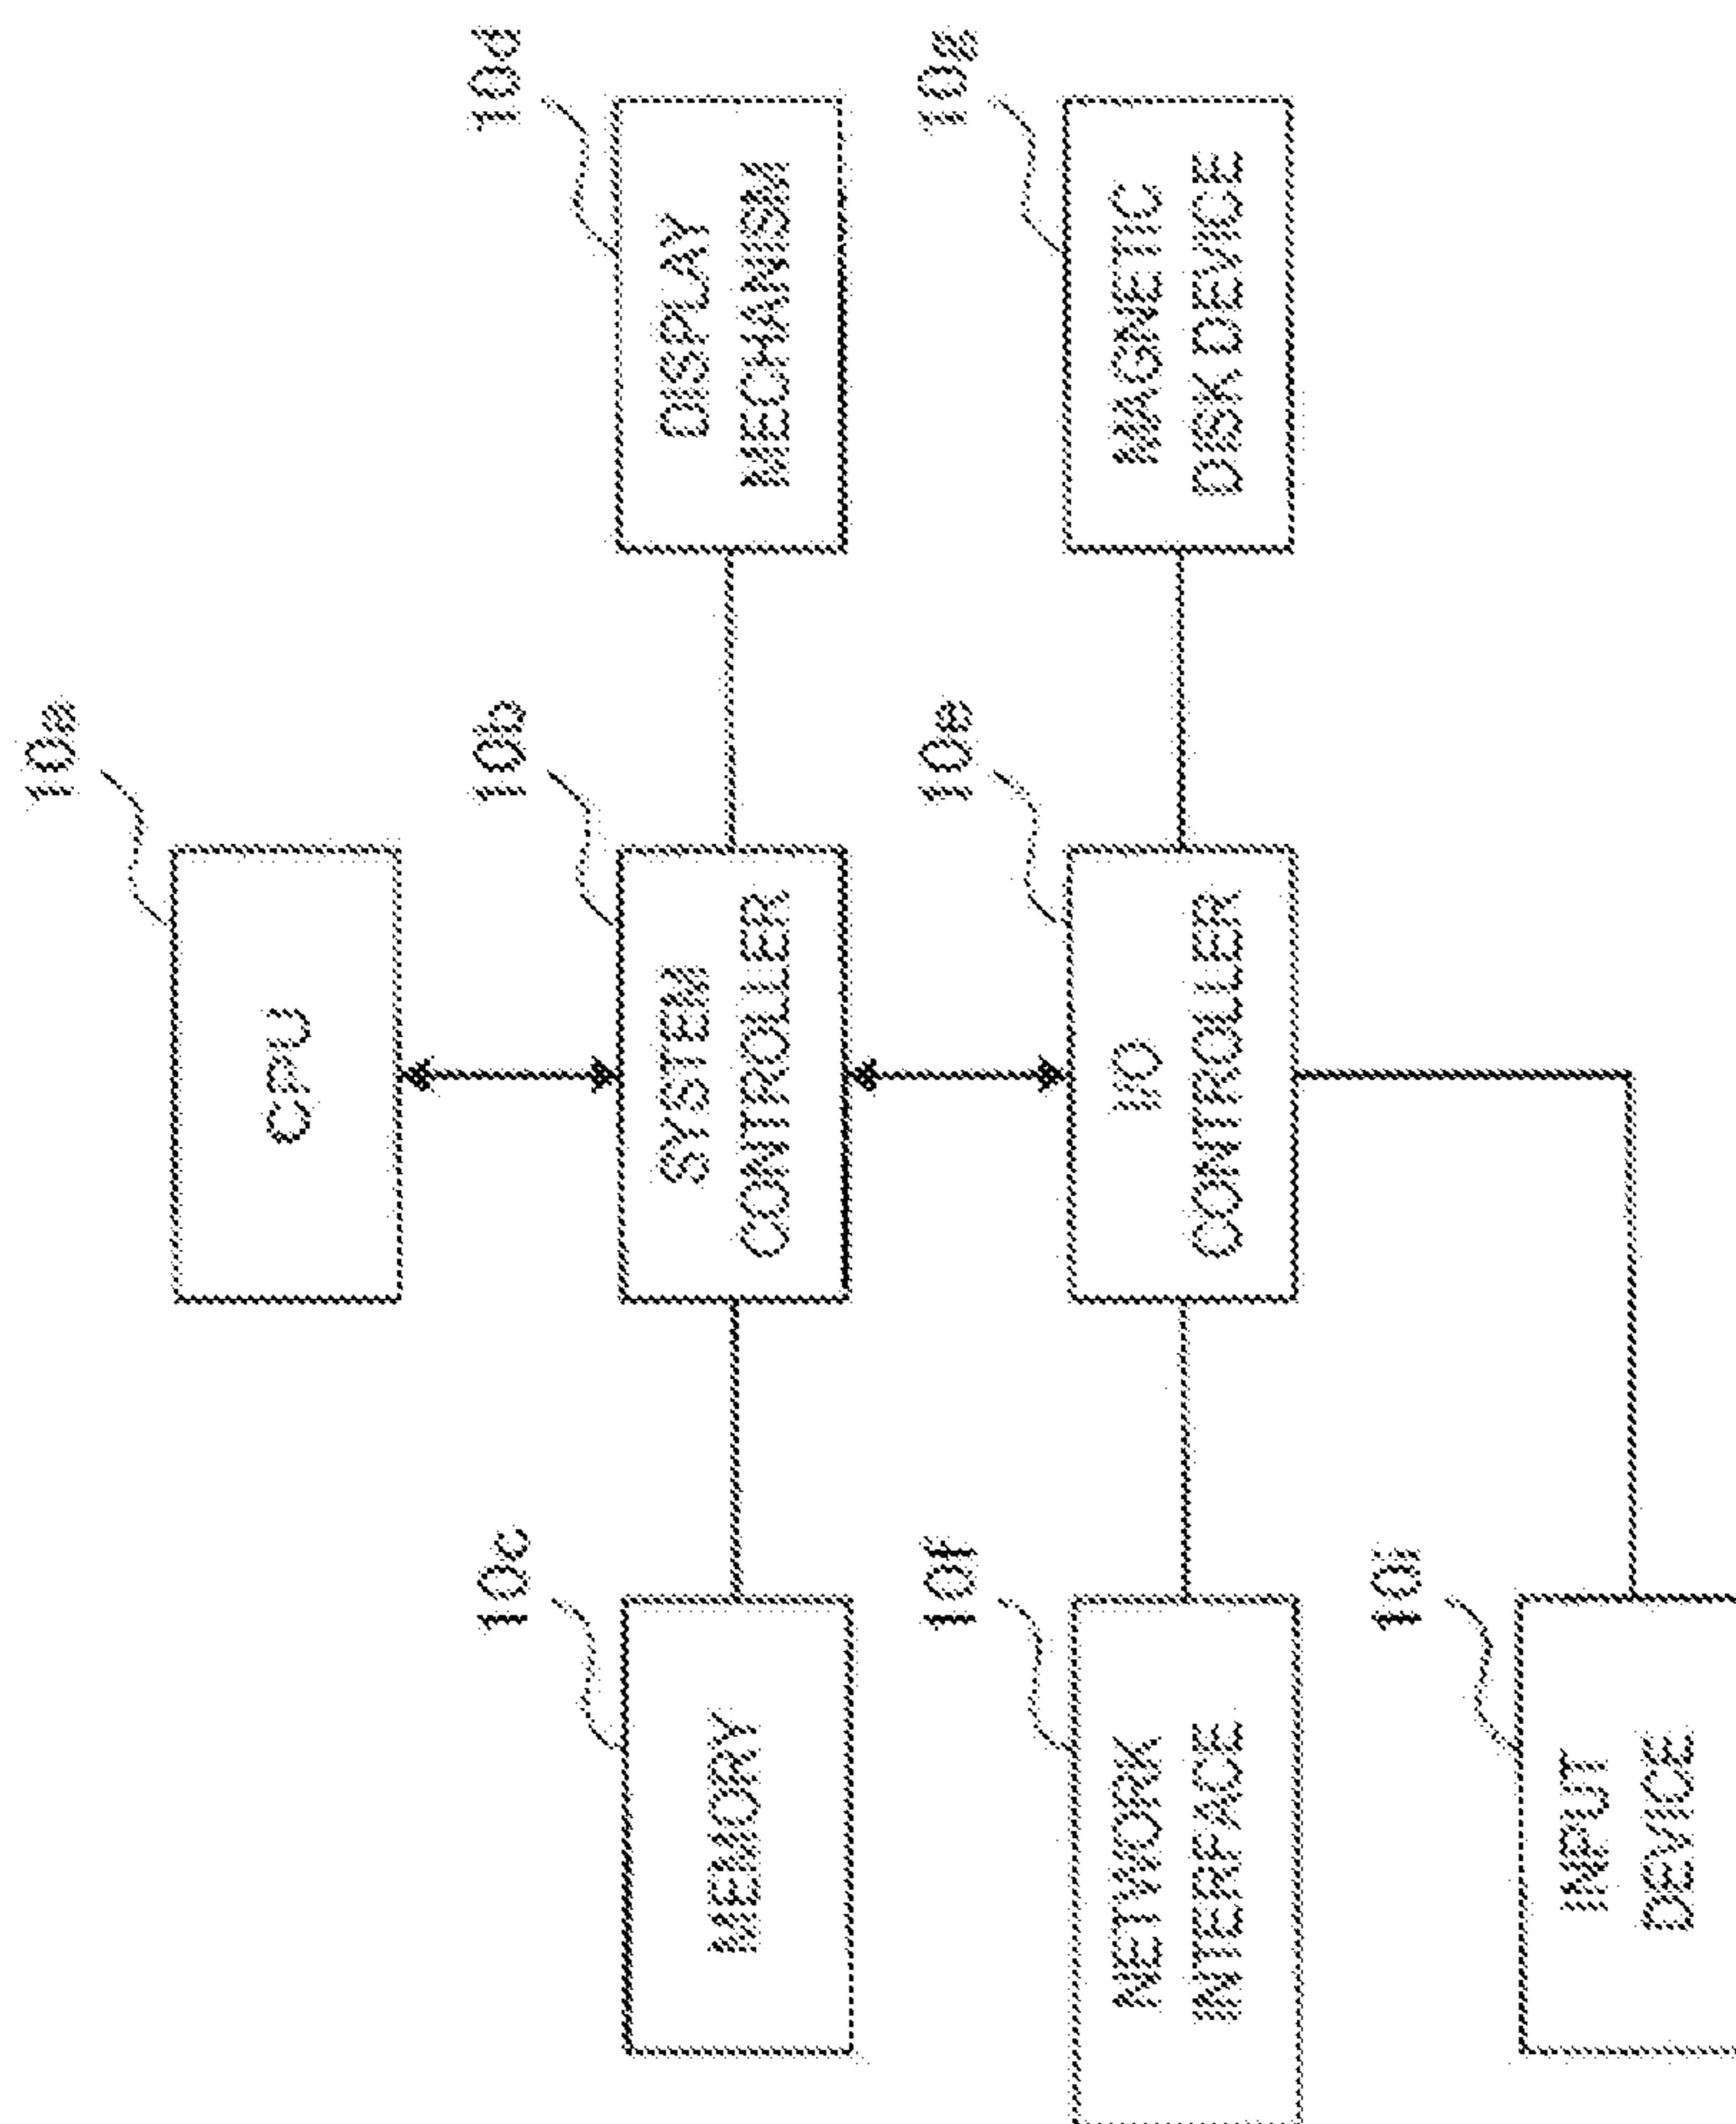 10a
CPU
10c
MEMORY
10b
SYSTEM
CONTROLLER
10d
DISPLAY
MECHANISM
10f
NETWORK
INTERFACE
10e
I/O
CONTROLLER
10g
MAGNETIC
DISK DEVICE
10i
INPUT
DEVICE